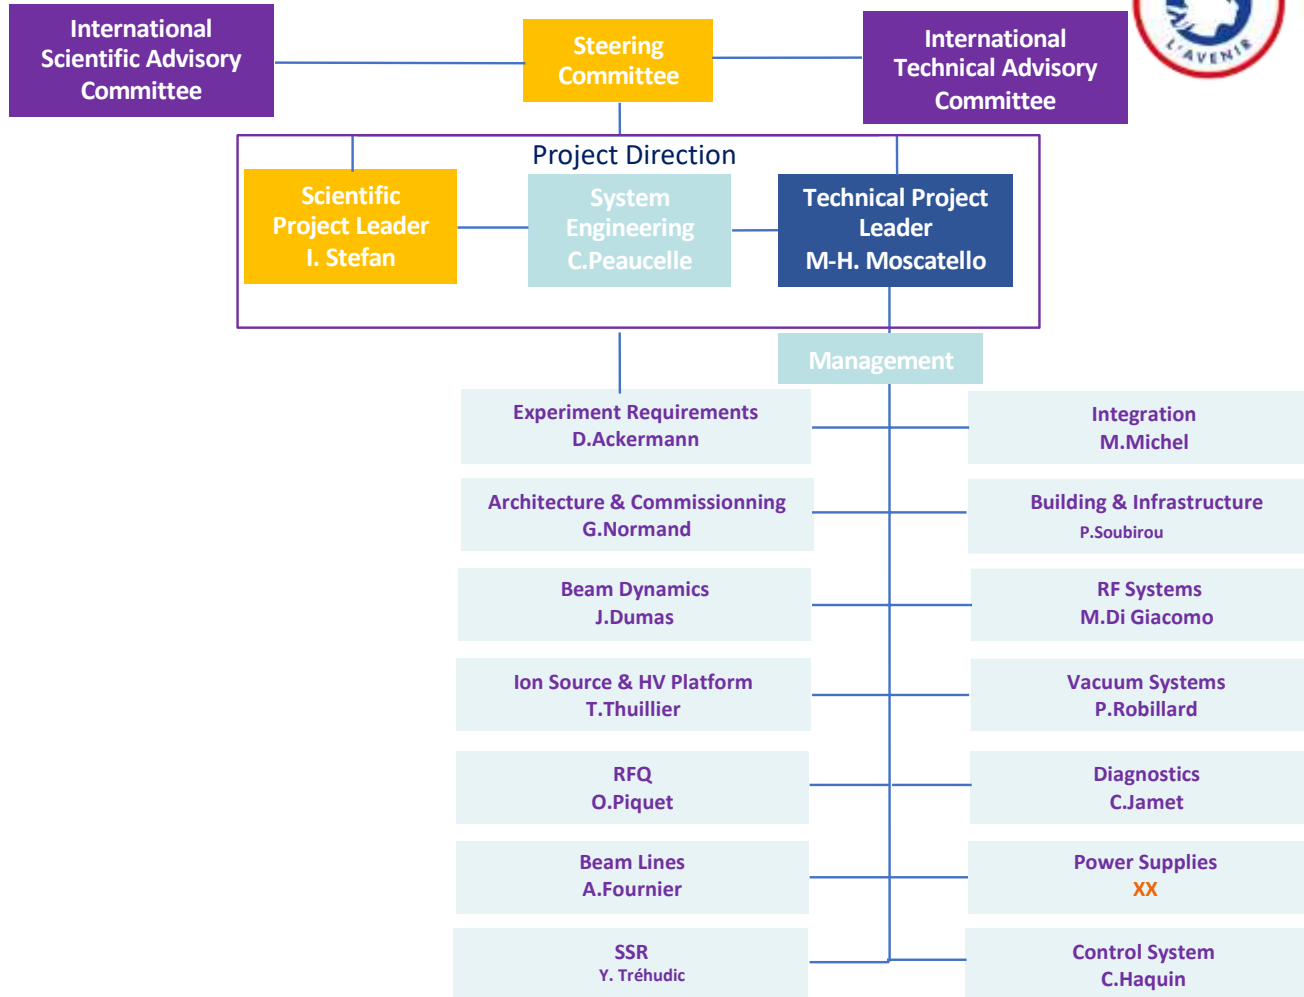 International
Scientific Advisory
Committee
Steering
Committee
International
Technical Advisory
Committee
L'AVENIR
Project Direction
Scientific
Project Leader
I. Stefan
System
Engineering
C.Peaucelle
Technical Project
Leader
M-H. Moscatello
Management
Experiment Requirements
D.Ackermann
Integration
M.Michel
Architecture & Commissionning
G.Normand
Building & Infrastructure
P.Soubirou
Beam Dynamics
J.Dumas
RF Systems
M.Di Giacomo
Ion Source & HV Platform
T.Thuillier
Vacuum Systems
P.Robillard
RFQ
O.Piquet
Diagnostics
C.Jamet
Beam Lines
A.Fournier
Power Supplies
XX
SSR
Y. Tréhudic
Control System
C.Haquin